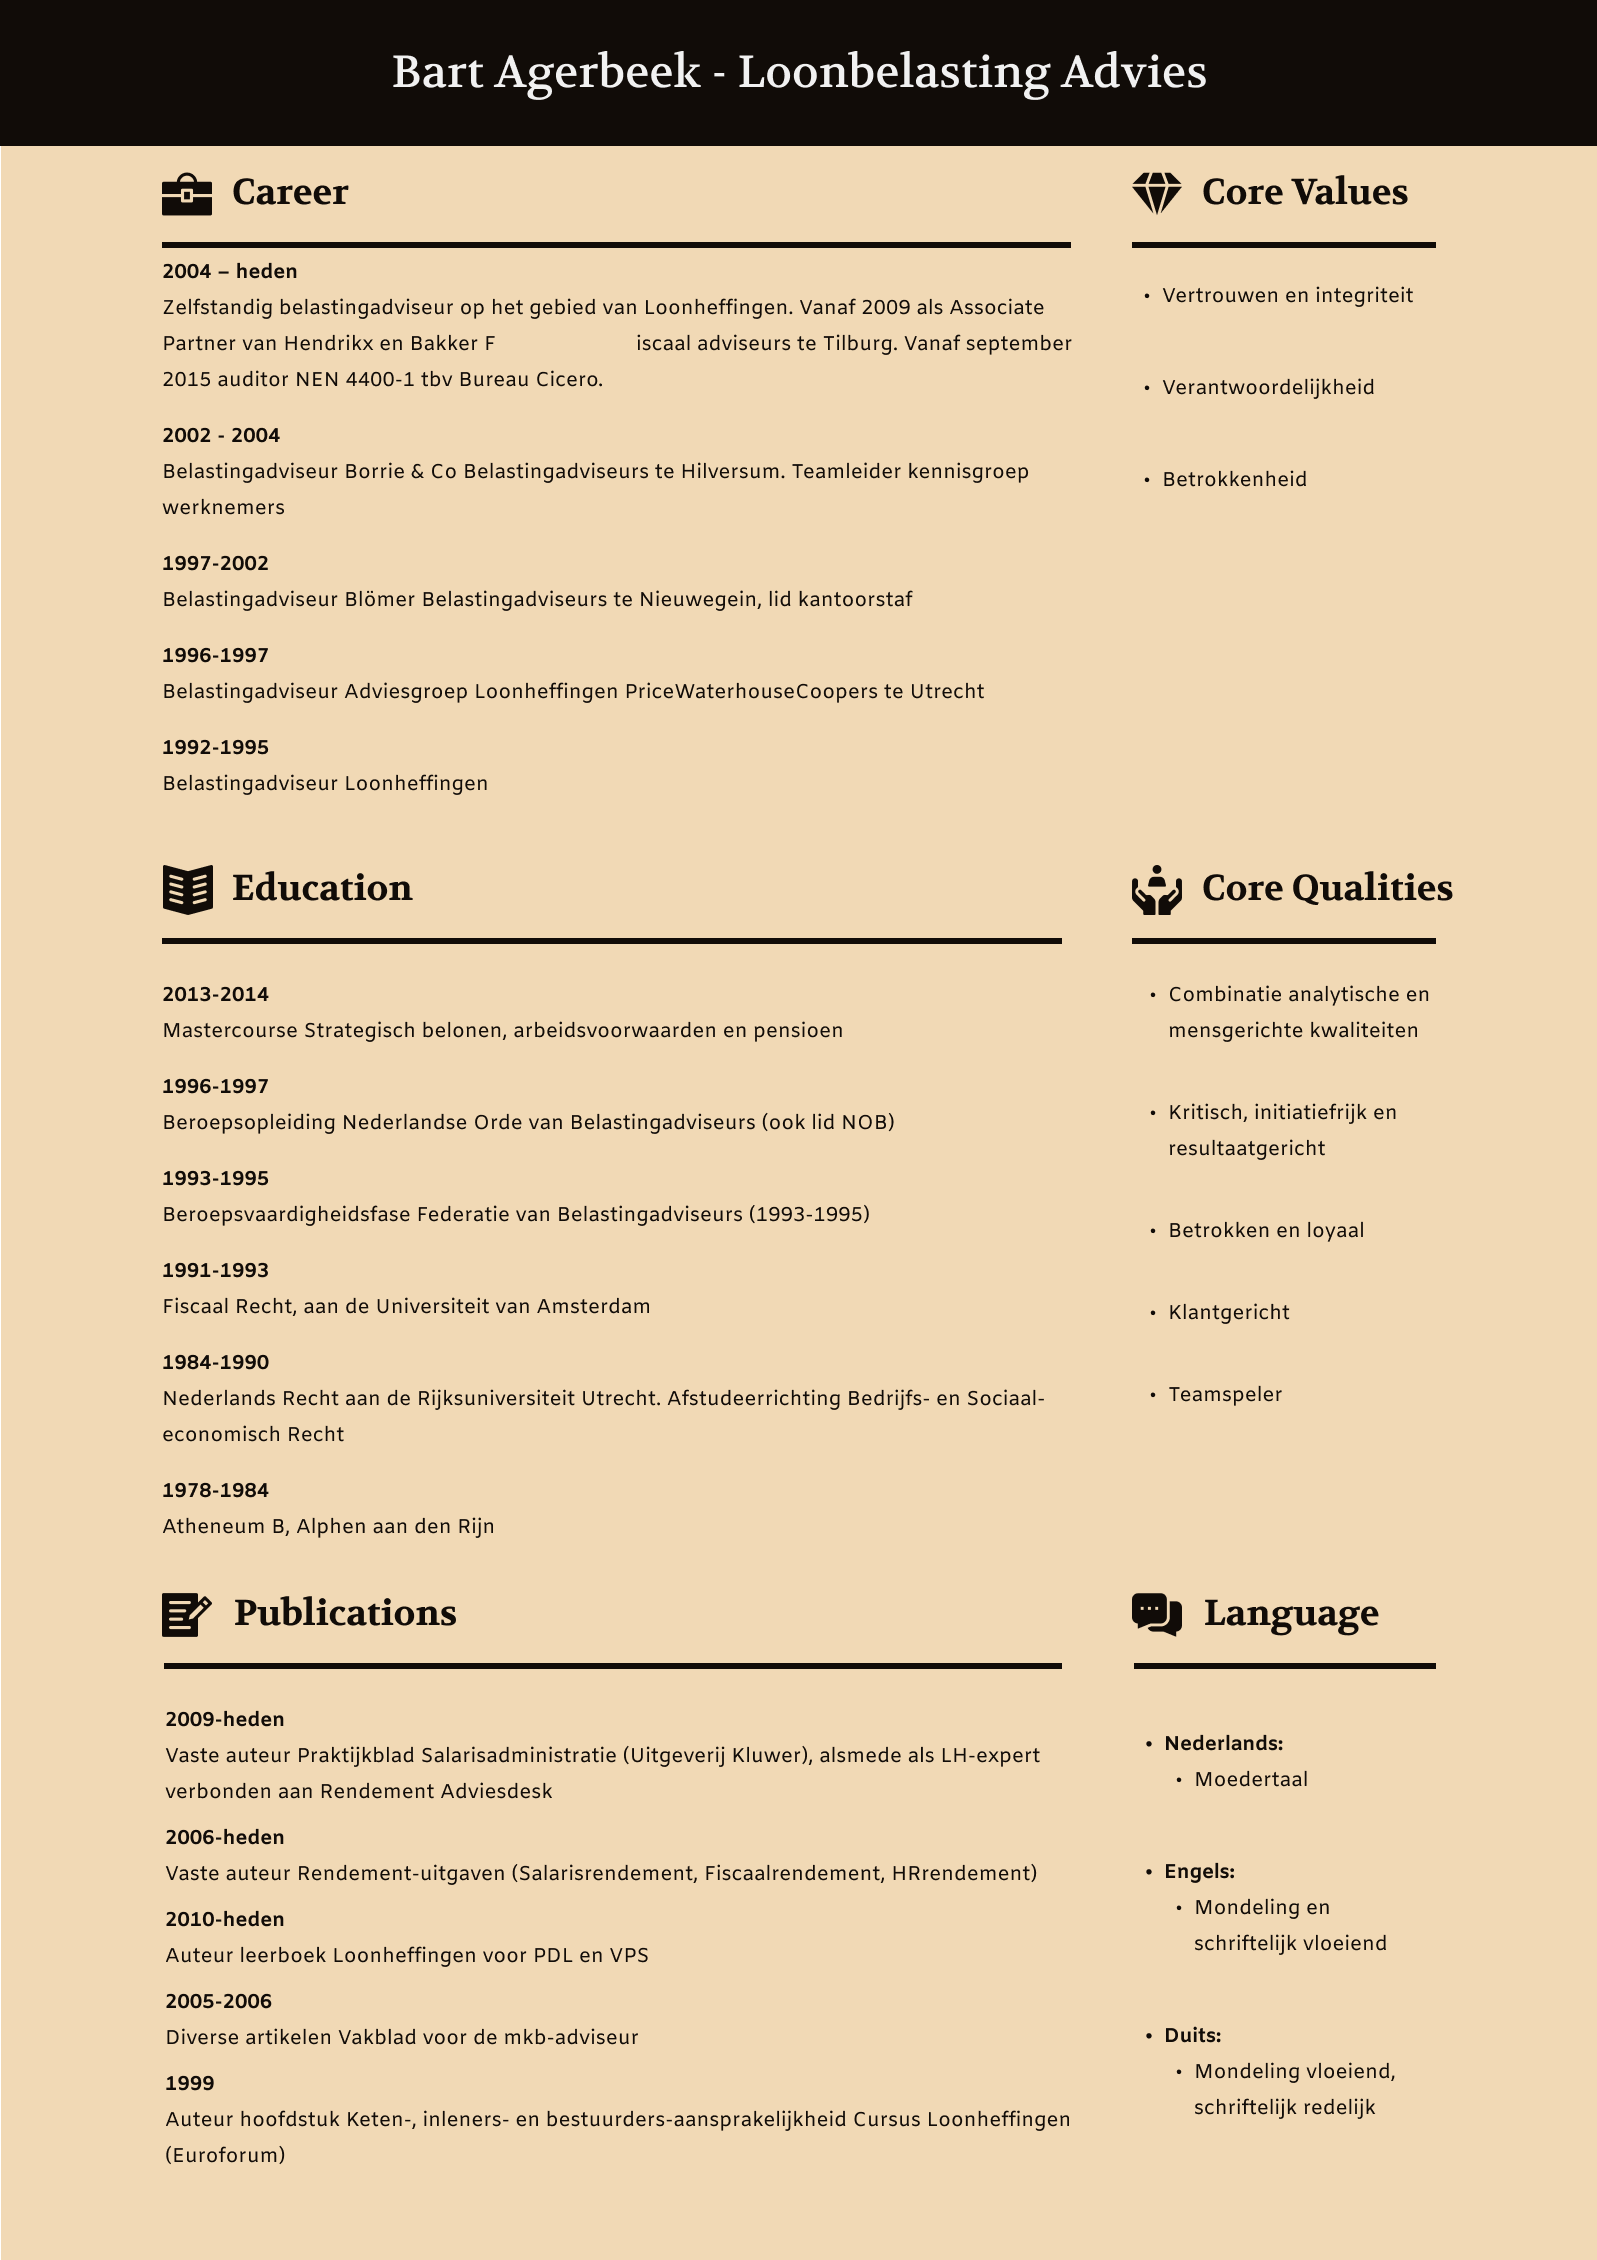 Bart Agerbeek - Loonbelasting Advies
Career
2004 – heden
Zelfstandig belastingadviseur op het gebied van Loonheffingen. Vanaf 2009 als Associate
Partner van Hendrikx en Bakker F iscaal adviseurs te Tilburg. Vanaf september
2015 auditor NEN 4400-1 tbv Bureau Cicero.
2002 - 2004
Belastingadviseur Borrie & Co Belastingadviseurs te Hilversum. Teamleider kennisgroep
werknemers
1997-2002
Belastingadviseur Blömer Belastingadviseurs te Nieuwegein, lid kantoorstaf
1996-1997
Belastingadviseur Adviesgroep Loonheffingen PriceWaterhouseCoopers te Utrecht
1992-1995
Belastingadviseur Loonheffingen
Core Values
• Vertrouwen en integriteit
• Verantwoordelijkheid
• Betrokkenheid
Education
2013-2014
Mastercourse Strategisch belonen, arbeidsvoorwaarden en pensioen
1996-1997
Beroepsopleiding Nederlandse Orde van Belastingadviseurs (ook lid NOB)
1993-1995
Beroepsvaardigheidsfase Federatie van Belastingadviseurs (1993-1995)
1991-1993
Fiscaal Recht, aan de Universiteit van Amsterdam
1984-1990
Nederlands Recht aan de Rijksuniversiteit Utrecht. Afstudeerrichting Bedrijfs- en Sociaal-
economisch Recht
1978-1984
Atheneum B, Alphen aan den Rijn
Core Qualities
• Combinatie analytische en
mensgerichte kwaliteiten
• Kritisch, initiatiefrijk en
resultaatgericht
• Betrokken en loyaal
• Klantgericht
• Teamspeler
Publications
2009-heden
Vaste auteur Praktijkblad Salarisadministratie (Uitgeverij Kluwer), alsmede als LH-expert
verbonden aan Rendement Adviesdesk
2006-heden
Vaste auteur Rendement-uitgaven (Salarisrendement, Fiscaalrendement, HRrendement)
2010-heden
Auteur leerboek Loonheffingen voor PDL en VPS
2005-2006
Diverse artikelen Vakblad voor de mkb-adviseur
1999
Auteur hoofdstuk Keten-, inleners- en bestuurders-aansprakelijkheid Cursus Loonheffingen
(Euroforum)
Language
• Nederlands:
• Moedertaal
• Engels:
• Mondeling en
schriftelijk vloeiend
• Duits:
• Mondeling vloeiend,
schriftelijk redelijk